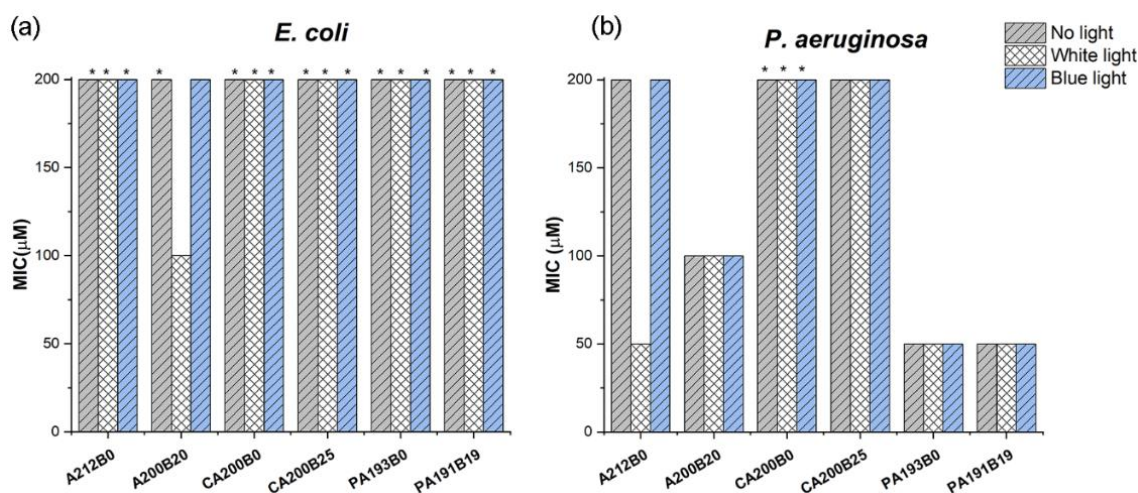 (a)
E. coli
* * * * * * * * * * * * * * * *
200
150
100
50
0
MIC(μM)
A212B0
A200B20
CA200B0
CA200B25
PA193B0
PA191B19
(b)
P. aeruginosa
* * *
200
150
100
50
0
MIC (μM)
A212B0
A200B20
CA200B0
CA200B25
PA193B0
PA191B19
No light
White light
Blue light